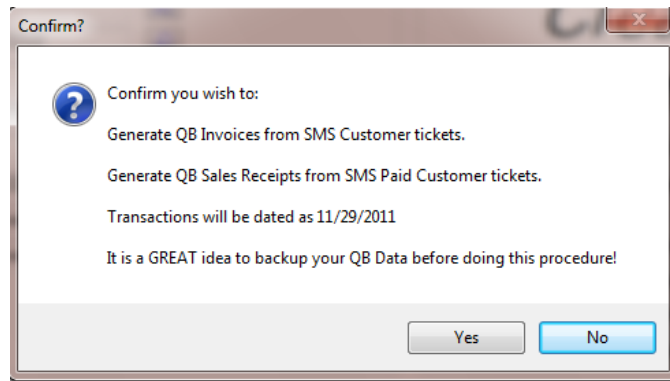 Confirm?
Confirm you wish to:
Generate QB Invoices from SMS Customer tickets.
Generate QB Sales Receipts from SMS Paid Customer tickets.
Transactions will be dated as 11/29/2011
It is a GREAT idea to backup your QB Data before doing this procedure!
Yes
No